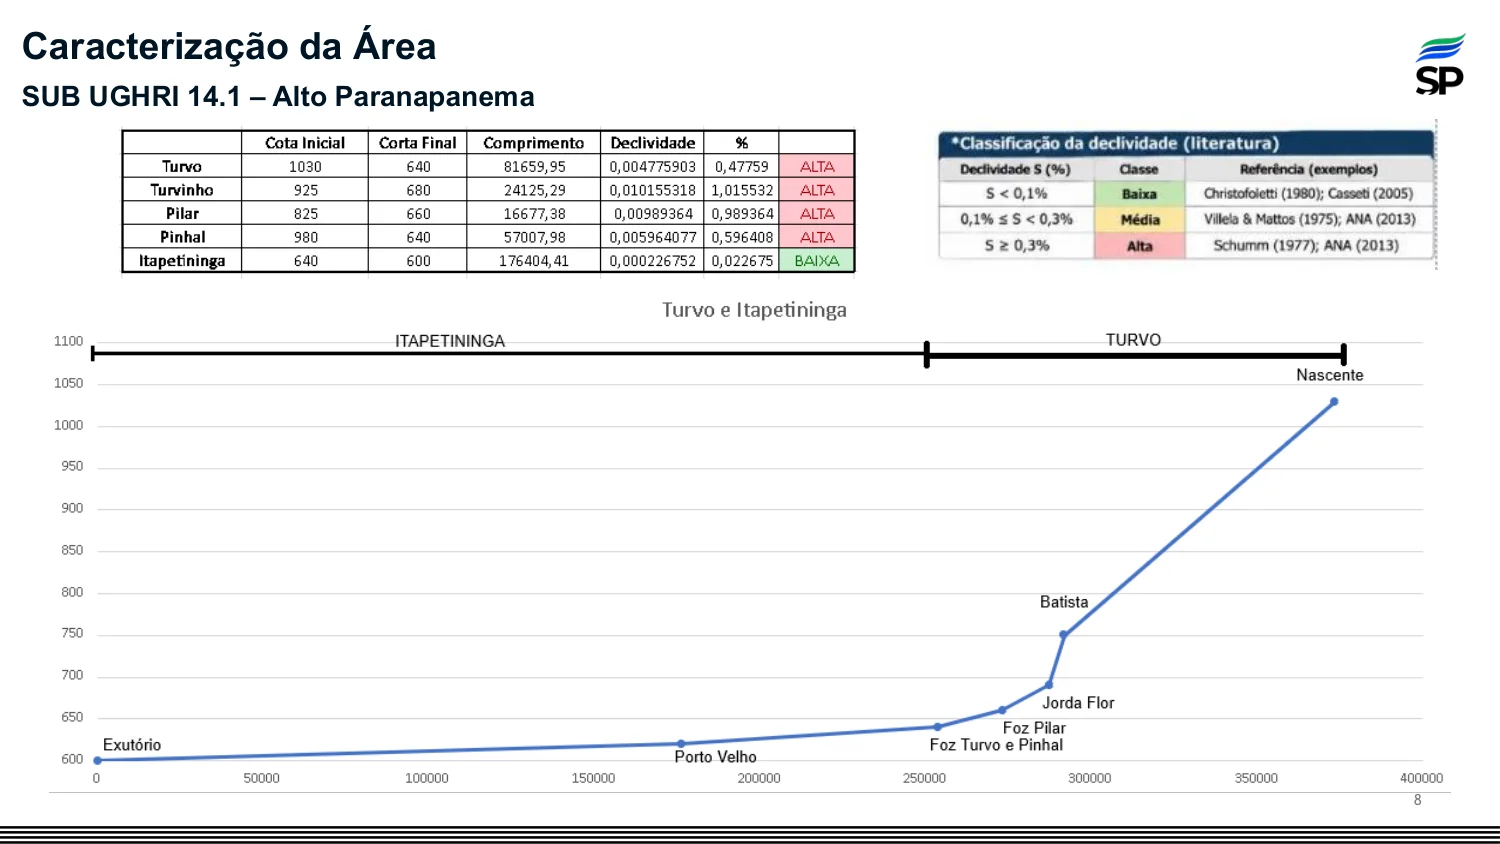 Caracterização da Área
SUB UGHRI 14.1 – Alto Paranapanema
SP
Cota Inicial Corta Final Comprimento Declividade %
Turvo 1030 640 81659,95 0,004775903 0,47759 ALTA
Turvinho 925 680 24125,29 0,010155318 1,015532 ALTA
Pilar 825 660 16677,38 0,00989364 0,989364 ALTA
Pinhal 980 640 57007,98 0,005964077 0,596408 ALTA
Itapetininga 640 600 176404,41 0,000226752 0,022675 BAIXA
*Classificação da declividade (literatura)
Declividade S (%) Classe Referência (exemplos)
S < 0,1% Baixa Christofoletti (1980); Casseti (2005)
0,1% ≤ S < 0,3% Média Villela & Mattos (1975); ANA (2013)
S ≥ 0,3% Alta Schumm (1977); ANA (2013)
Turvo e Itapetininga
1100
ITAPETININGA
TURVO
Nascente
1050
1000
950
900
850
800
Batista
750
700
Jorda Flor
650
Foz Pilar
Foz Turvo e Pinhal
Exutório
Porto Velho
600
0 50000 100000 150000 200000 250000 300000 350000 400000
8